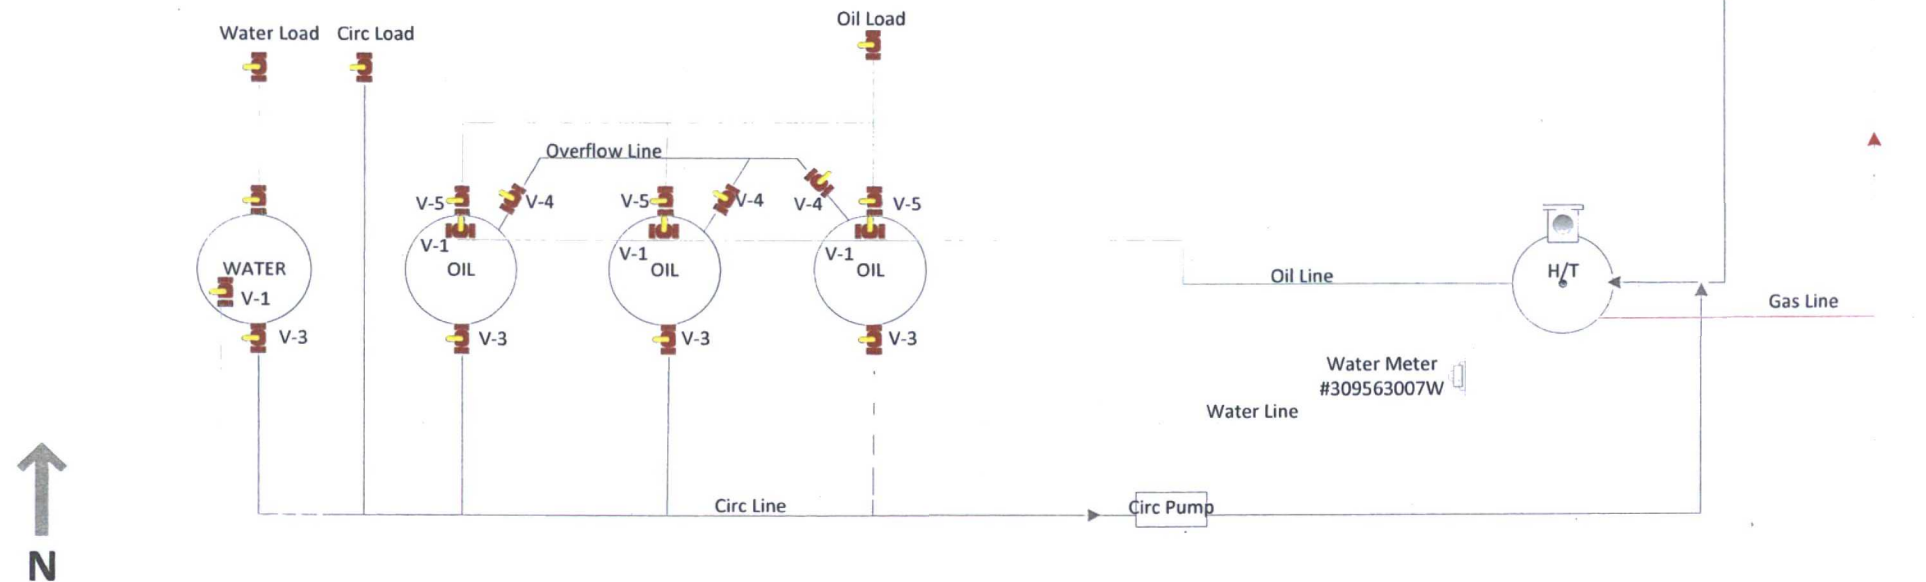 Oil Load
Water Load
Circ Load
Overflow Line
V-5
V-4
V-5
V-4
V-4
V-5
V-1
V-1
V-1
WATER
OIL
OIL
OIL
H/T
Oil Line
V-1
Gas Line
V-3
V-3
V-3
V-3
Water Meter
#309563007W
Water Line
Circ Line
Circ Pump
N